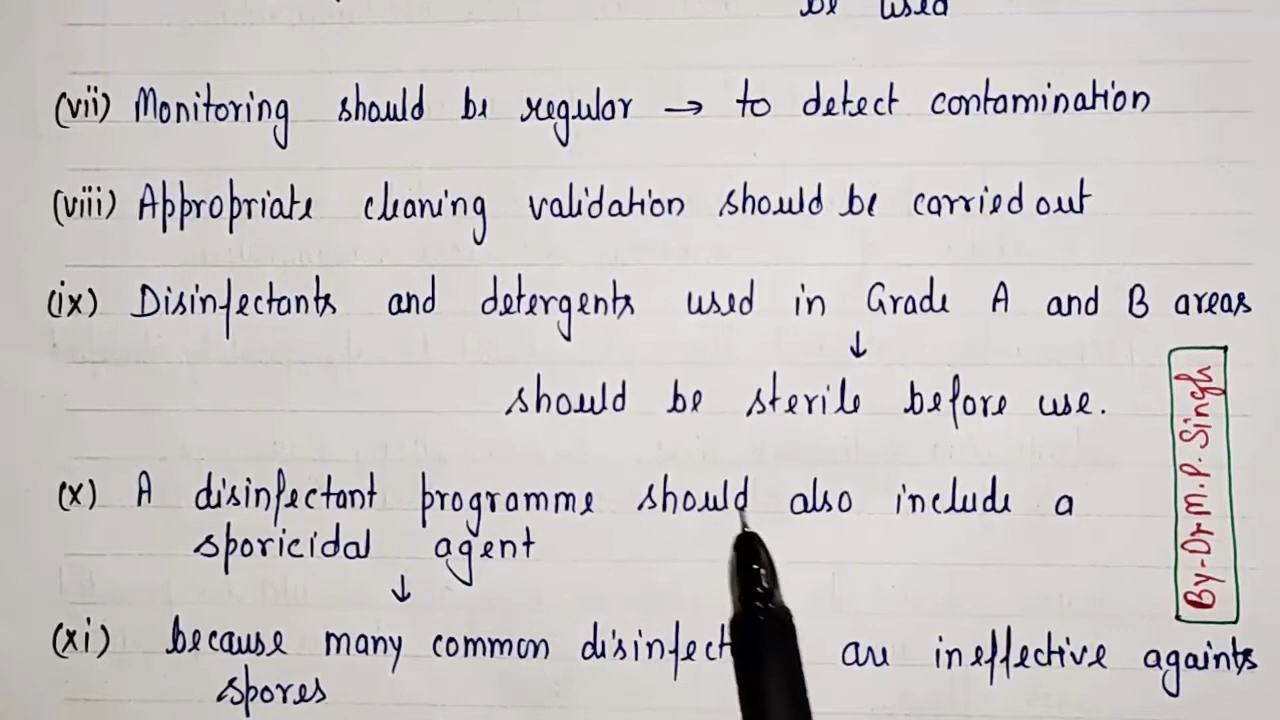 be used
(vii) Monitoring should be regular → to detect contamination
(viii) Appropriate cleaning validation should be carried out
(ix) Disinfectants and detergents used in Grade A and B areas
↓
should be sterile before use.
(x) A disinfectant programme should also include a
sporicidal agent
↓
(xi) because many common disinfect are ineffective againts
spores
By-Dr M.P. Singh